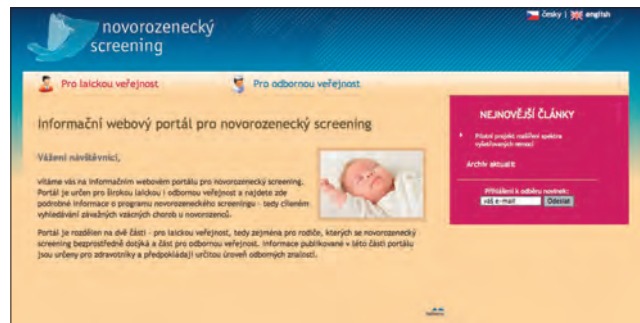 česky | english
novorozenecký
screening
Pro laickou veřejnost
Pro odbornou veřejnost
Informační webový portál pro novorozenecký screening
Vážení návštěvníci,
vítáme vás na informačním webovém portálu pro novorozenecký screening.
Portál je určen pro širokou laickou i odbornou veřejnost a najdete zde
podrobné informace o programu novorozeneckého screeningu - tedy cíleném
vyhledávání závažných vzácných chorob u novorozenců.
Portál je rozdělen na dvě části - pro laickou veřejnost, tedy zejména pro rodiče, kterých se novorozenecký
screening bezprostředně dotýká a část pro odbornou veřejnost. Informace publikované v této části portálu
jsou určeny pro zdravotníky a předpokládají určitou úroveň odborných znalostí.
NEJNOVĚJŠÍ ČLÁNKY
Pilotní projekt rozšíření spektra
vyšetřovaných nemocí
Archiv aktualit
Přihlášení k odběru novinek:
váš e-mail
Odeslat